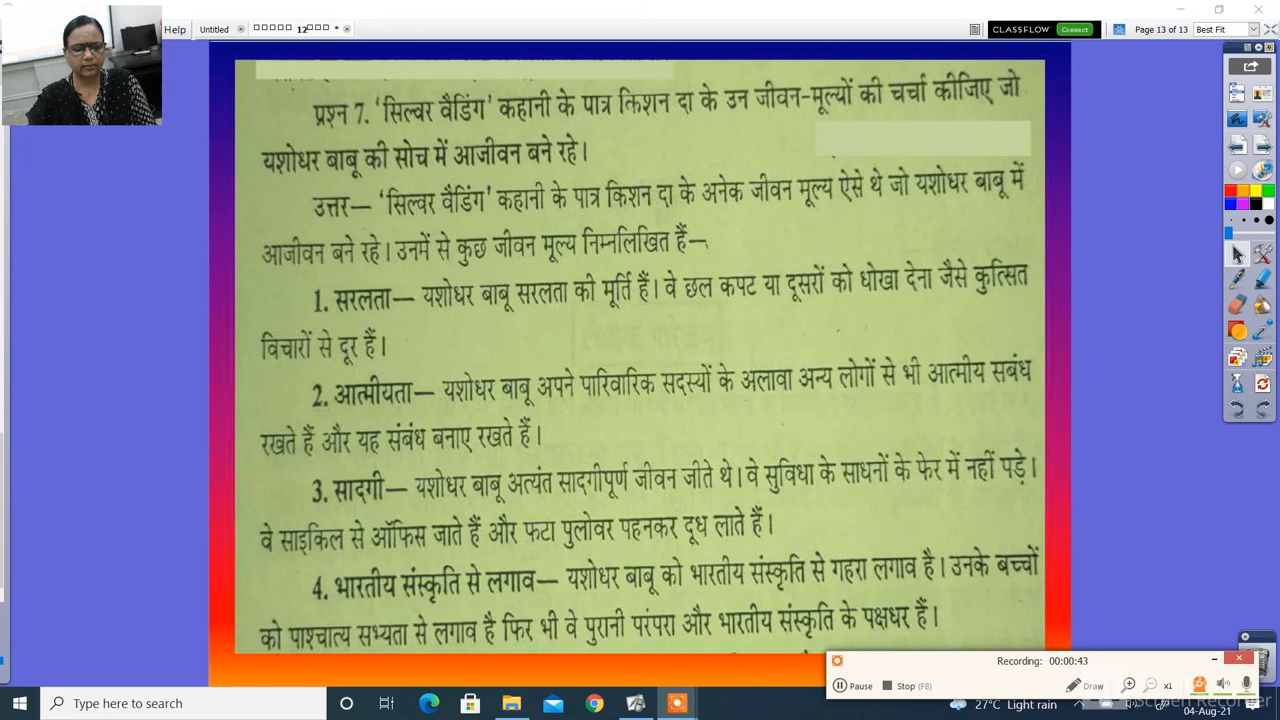 Help
Untitled
12
CLASSFLOW Connect
Page 13 of 13
Best Fit
प्रश्न 7. ‘सिल्वर वैडिंग’ कहानी के पात्र किशन दा के उन जीवन-मूल्यों की चर्चा कीजिए जो
यशोधर बाबू की सोच में आजीवन बने रहे।
उत्तर— ‘सिल्वर वैडिंग’ कहानी के पात्र किशन दा के अनेक जीवन मूल्य ऐसे थे जो यशोधर बाबू में
आजीवन बने रहे। उनमें से कुछ जीवन मूल्य निम्नलिखित हैं—
1. सरलता— यशोधर बाबू सरलता की मूर्ति हैं। वे छल कपट या दूसरों को धोखा देना जैसे कुत्सित
विचारों से दूर हैं।
2. आत्मीयता— यशोधर बाबू अपने पारिवारिक सदस्यों के अलावा अन्य लोगों से भी आत्मीय सबंध
रखते हैं और यह संबंध बनाए रखते हैं।
3. सादगी— यशोधर बाबू अत्यंत सादगीपूर्ण जीवन जीते थे। वे सुविधा के साधनों के फेर में नहीं पड़े।
वे साइकिल से ऑफिस जाते हैं और फटा पुलोवर पहनकर दूध लाते हैं।
4. भारतीय संस्कृति से लगाव— यशोधर बाबू को भारतीय संस्कृति से गहरा लगाव है। उनके बच्चों
को पाश्चात्य सभ्यता से लगाव है फिर भी वे पुरानी परंपरा और भारतीय संस्कृति के पक्षधर हैं।
Recording: 00:00:43
Pause
Stop (F8)
Draw
x1
Type here to search
27°C Light rain
04-Aug-21